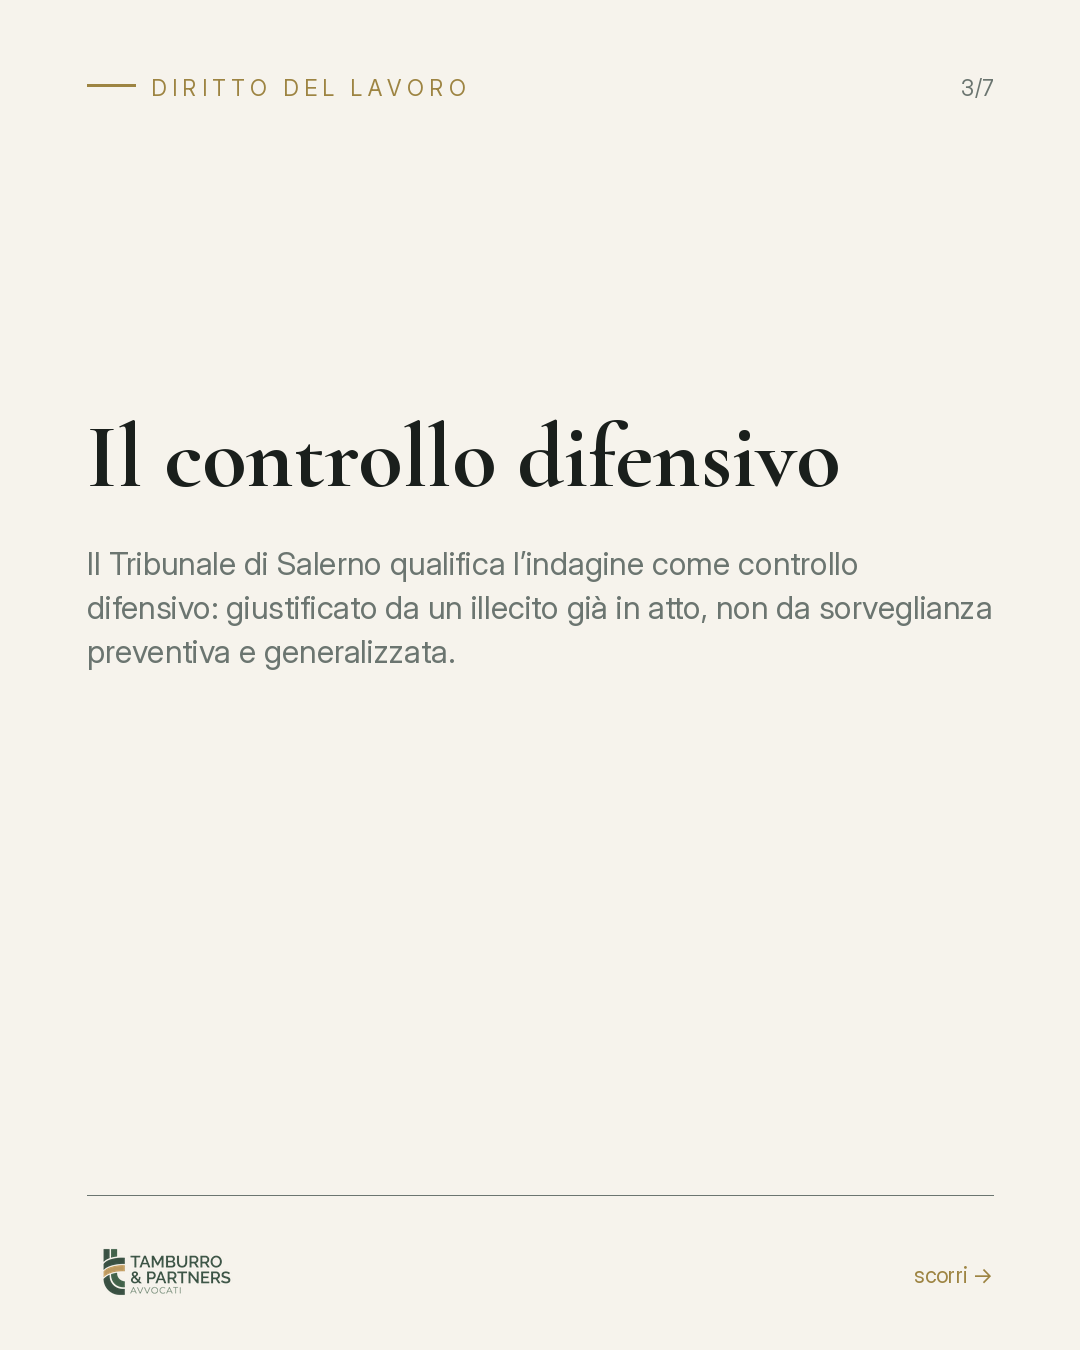 DIRITTO DEL LAVORO
3/7
Il controllo difensivo
Il Tribunale di Salerno qualifica l’indagine come controllo
difensivo: giustificato da un illecito già in atto, non da sorveglianza
preventiva e generalizzata.
TAMBURRO
& PARTNERS
AVVOCATI
scorri →